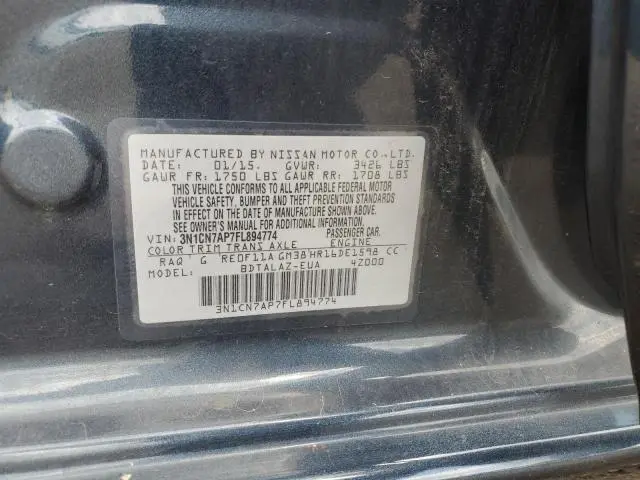 MANUFACTURED BY NISSAN MOTOR CO.,LTD.
DATE: 01/15 GVWR: 3426 LBS
GAWR FR: 1750 LBS GAWR RR: 1708 LBS
THIS VEHICLE CONFORMS TO ALL APPLICABLE FEDERAL MOTOR
VEHICLE SAFETY, BUMPER AND THEFT PREVENTION STANDARDS
IN EFFECT ON THE DATE OF MANUFACTURE SHOWN ABOVE.
SEE OWNER'S MANUAL FOR ADDITIONAL INFORMATION.
VIN: 3N1CN7AP7FL894774 PASSENGER CAR.
COLOR TRIM TRANS AXLE ENGINE
RAQ G RE0F11A GM38 HR16DE1598 CC
BDTALAZ-EUA 4Z000
3N1CN7AP7FL894774